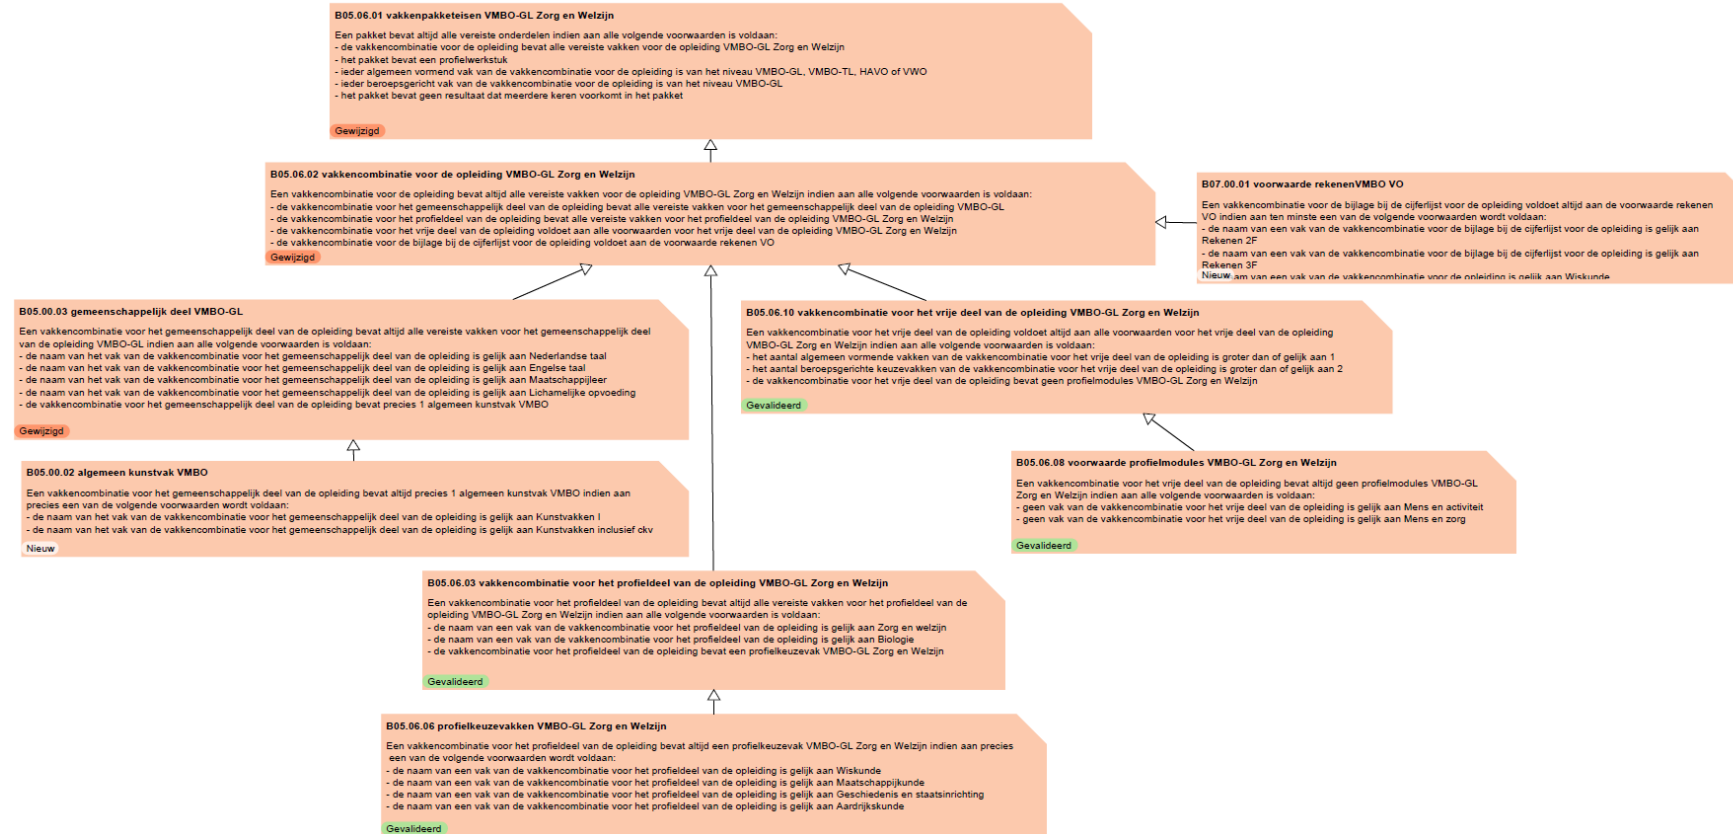 B05.06.01 vakkenpakketeisen VMBO-GL Zorg en Welzijn
Een pakket bevat altijd alle vereiste onderdelen indien aan alle volgende voorwaarden is voldaan:
- de vakkencombinatie voor de opleiding bevat alle vereiste vakken voor de opleiding VMBO-GL Zorg en Welzijn
- het pakket bevat een profielwerkstuk
- ieder algemeen vormend vak van de vakkencombinatie voor de opleiding is van het niveau VMBO-GL, VMBO-TL, HAVO of VWO
- ieder beroepsgericht vak van de vakkencombinatie voor de opleiding is van het niveau VMBO-GL
- het pakket bevat geen resultaat dat meerdere keren voorkomt in het pakket
Gewijzigd
B05.06.02 vakkencombinatie voor de opleiding VMBO-GL Zorg en Welzijn
Een vakkencombinatie voor de opleiding bevat altijd alle vereiste vakken voor de opleiding VMBO-GL Zorg en Welzijn indien aan alle volgende voorwaarden is voldaan:
- de vakkencombinatie voor het gemeenschappelijk deel van de opleiding bevat alle vereiste vakken voor het gemeenschappelijk deel van de opleiding VMBO-GL
- de vakkencombinatie voor het profieldeel van de opleiding bevat alle vereiste vakken voor het profieldeel van de opleiding VMBO-GL Zorg en Welzijn
- de vakkencombinatie voor het vrije deel van de opleiding voldoet aan alle voorwaarden voor het vrije deel van de opleiding VMBO-GL Zorg en Welzijn
- de vakkencombinatie voor de bijlage bij de cijferlijst voor de opleiding voldoet aan de voorwaarde rekenen VO
Gewijzigd
B07.00.01 voorwaarde rekenenVMBO VO
Een vakkencombinatie voor de bijlage bij de cijferlijst voor de opleiding voldoet altijd aan de voorwaarde rekenen
VO indien aan ten minste een van de volgende voorwaarden wordt voldaan:
- de naam van een vak van de vakkencombinatie voor de bijlage bij de cijferlijst voor de opleiding is gelijk aan
Rekenen 2F
- de naam van een vak van de vakkencombinatie voor de bijlage bij de cijferlijst voor de opleiding is gelijk aan
Rekenen 3F
Nieuw
van een vak van de vakkencombinatie voor de opleiding is gelijk aan Wiskunde
B05.00.03 gemeenschappelijk deel VMBO-GL
Een vakkencombinatie voor het gemeenschappelijk deel van de opleiding bevat altijd alle vereiste vakken voor het gemeenschappelijk deel
van de opleiding VMBO-GL indien aan alle volgende voorwaarden is voldaan:
- de naam van het vak van de vakkencombinatie voor het gemeenschappelijk deel van de opleiding is gelijk aan Nederlandse taal
- de naam van het vak van de vakkencombinatie voor het gemeenschappelijk deel van de opleiding is gelijk aan Engelse taal
- de naam van het vak van de vakkencombinatie voor het gemeenschappelijk deel van de opleiding is gelijk aan Maatschappijleer
- de naam van het vak van de vakkencombinatie voor het gemeenschappelijk deel van de opleiding is gelijk aan Lichamelijke opvoeding
- de vakkencombinatie voor het gemeenschappelijk deel van de opleiding bevat precies 1 algemeen kunstvak VMBO
Gewijzigd
B05.06.10 vakkencombinatie voor het vrije deel van de opleiding VMBO-GL Zorg en Welzijn
Een vakkencombinatie voor het vrije deel van de opleiding voldoet altijd aan alle voorwaarden voor het vrije deel van de opleiding
VMBO-GL Zorg en Welzijn indien aan alle volgende voorwaarden is voldaan:
- het aantal algemeen vormende vakken van de vakkencombinatie voor het vrije deel van de opleiding is groter dan of gelijk aan 1
- het aantal beroepsgerichte keuzevakken van de vakkencombinatie voor het vrije deel van de opleiding is groter dan of gelijk aan 2
- de vakkencombinatie voor het vrije deel van de opleiding bevat geen profielmodules VMBO-GL Zorg en Welzijn
Gevalideerd
B05.00.02 algemeen kunstvak VMBO
Een vakkencombinatie voor het gemeenschappelijk deel van de opleiding bevat altijd precies 1 algemeen kunstvak VMBO indien aan
precies een van de volgende voorwaarden wordt voldaan:
- de naam van het vak van de vakkencombinatie voor het gemeenschappelijk deel van de opleiding is gelijk aan Kunstvakken I
- de naam van het vak van de vakkencombinatie voor het gemeenschappelijk deel van de opleiding is gelijk aan Kunstvakken inclusief ckv
Nieuw
B05.06.08 voorwaarde profielmodules VMBO-GL Zorg en Welzijn
Een vakkencombinatie voor het vrije deel van de opleiding bevat altijd geen profielmodules VMBO-GL
Zorg en Welzijn indien aan alle volgende voorwaarden is voldaan:
- geen vak van de vakkencombinatie voor het vrije deel van de opleiding is gelijk aan Mens en activiteit
- geen vak van de vakkencombinatie voor het vrije deel van de opleiding is gelijk aan Mens en zorg
Gevalideerd
B05.06.03 vakkencombinatie voor het profieldeel van de opleiding VMBO-GL Zorg en Welzijn
Een vakkencombinatie voor het profieldeel van de opleiding bevat altijd alle vereiste vakken voor het profieldeel van de
opleiding VMBO-GL Zorg en Welzijn indien aan alle volgende voorwaarden is voldaan:
- de naam van een vak van de vakkencombinatie voor het profieldeel van de opleiding is gelijk aan Zorg en welzijn
- de naam van een vak van de vakkencombinatie voor het profieldeel van de opleiding is gelijk aan Biologie
- de vakkencombinatie voor het profieldeel van de opleiding bevat een profielkeuzevak VMBO-GL Zorg en Welzijn
Gevalideerd
B05.06.06 profielkeuzevakken VMBO-GL Zorg en Welzijn
Een vakkencombinatie voor het profieldeel van de opleiding bevat altijd een profielkeuzevak VMBO-GL Zorg en Welzijn indien aan precies
een van de volgende voorwaarden wordt voldaan:
- de naam van een vak van de vakkencombinatie voor het profieldeel van de opleiding is gelijk aan Wiskunde
- de naam van een vak van de vakkencombinatie voor het profieldeel van de opleiding is gelijk aan Maatschappijkunde
- de naam van een vak van de vakkencombinatie voor het profieldeel van de opleiding is gelijk aan Geschiedenis en staatsinrichting
- de naam van een vak van de vakkencombinatie voor het profieldeel van de opleiding is gelijk aan Aardrijkskunde
Gevalideerd